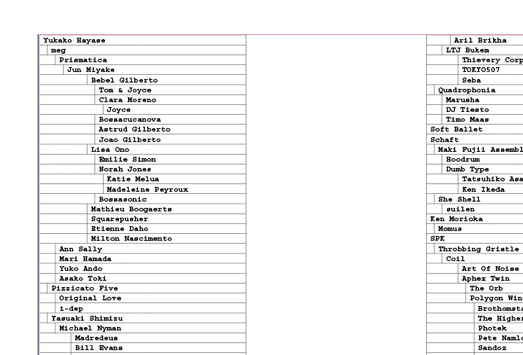 Yukako Hayase
meg
Prismatica
Jun Miyake
Bebel Gilberto
Tom & Joyce
Clara Moreno
Joyce
Bossacucanova
Astrud Gilberto
Joao Gilberto
Lisa Ono
Emilie Simon
Norah Jones
Katie Melua
Madeleine Peyroux
Bossasonic
Mathieu Boogaerts
Squarepusher
Etienne Daho
Milton Nascimento
Ann Sally
Mari Hamada
Yuko Ando
Asako Toki
Pizzicato Five
Original Love
i-dep
Yasuaki Shimizu
Michael Nyman
Madredeus
Bill Evans
Aril Brikha
LTJ Bukem
Thievery Corp
TOKYO507
Seba
Quadrophonia
Marusha
DJ Tiesto
Timo Maas
Soft Ballet
Schaft
Maki Fujii Assembl
Hoodrum
Dumb Type
Tatsuhiko Asa
Ken Ikeda
She Shell
suilen
Ken Morioka
Momus
SPK
Throbbing Gristle
Coil
Art Of Noise
Aphex Twin
The Orb
Polygon Win
Brothomsta
The Higher
Photek
Pete Namlo
Sandoz